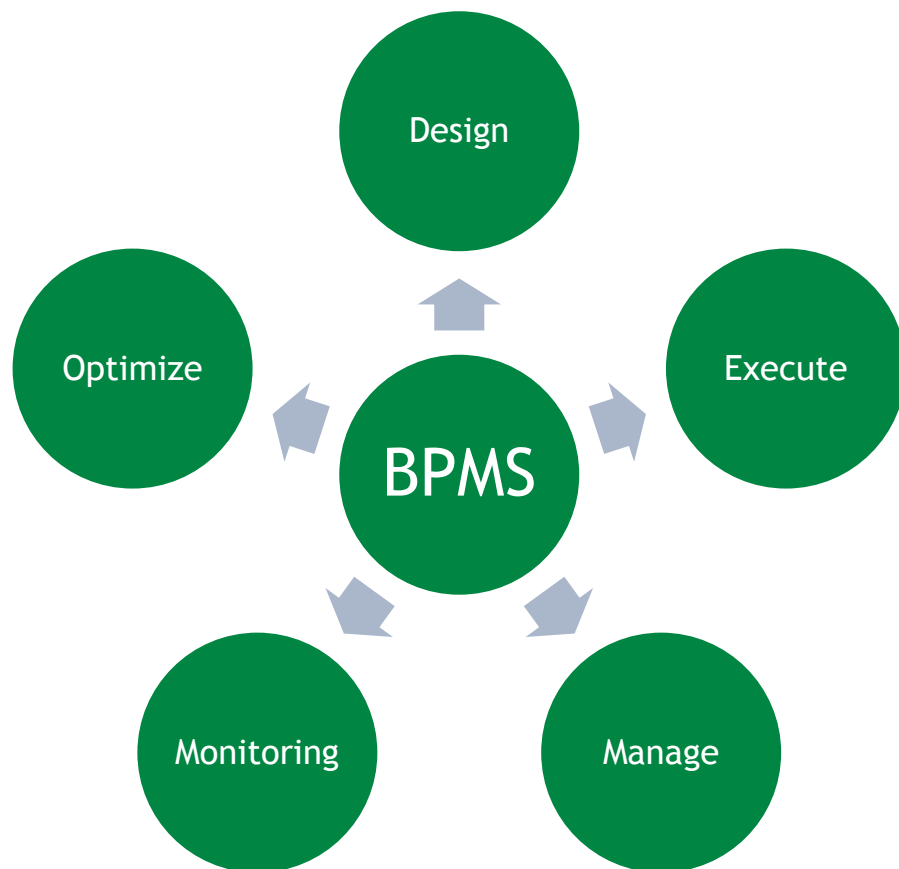 Design
Optimize
Execute
BPMS
Monitoring
Manage